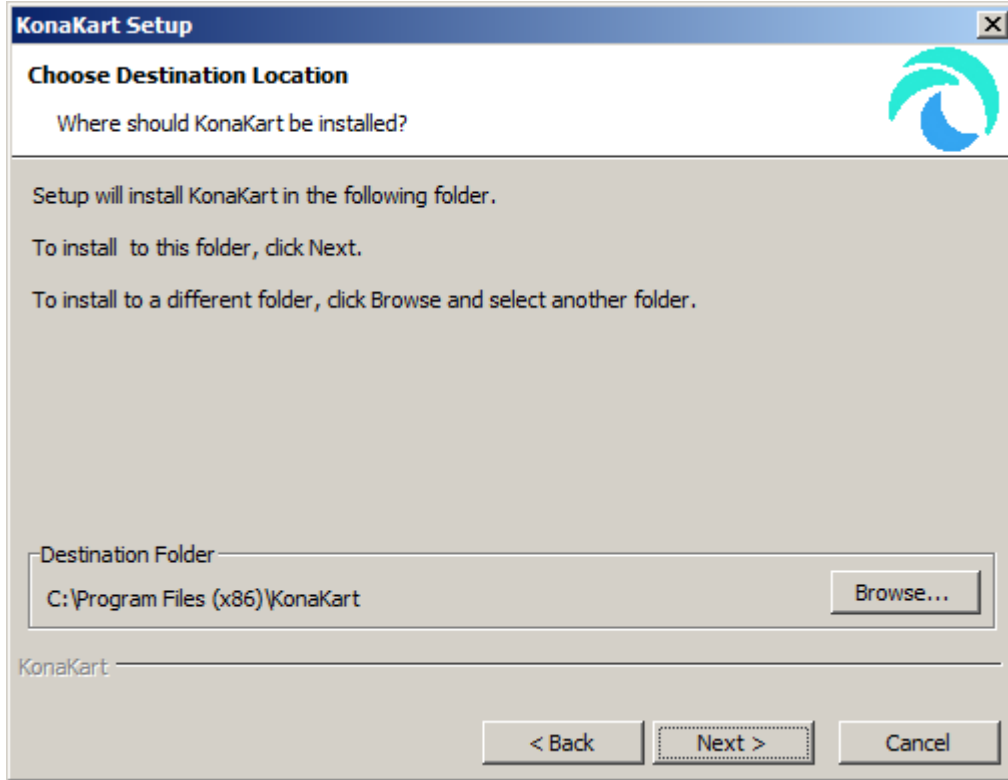 KonaKart Setup
Choose Destination Location
Where should KonaKart be installed?
Setup will install KonaKart in the following folder.
To install  to this folder, click Next.
To install to a different folder, click Browse and select another folder.
Destination Folder
C:\Program Files (x86)\KonaKart
Browse...
KonaKart
< Back
Next >
Cancel